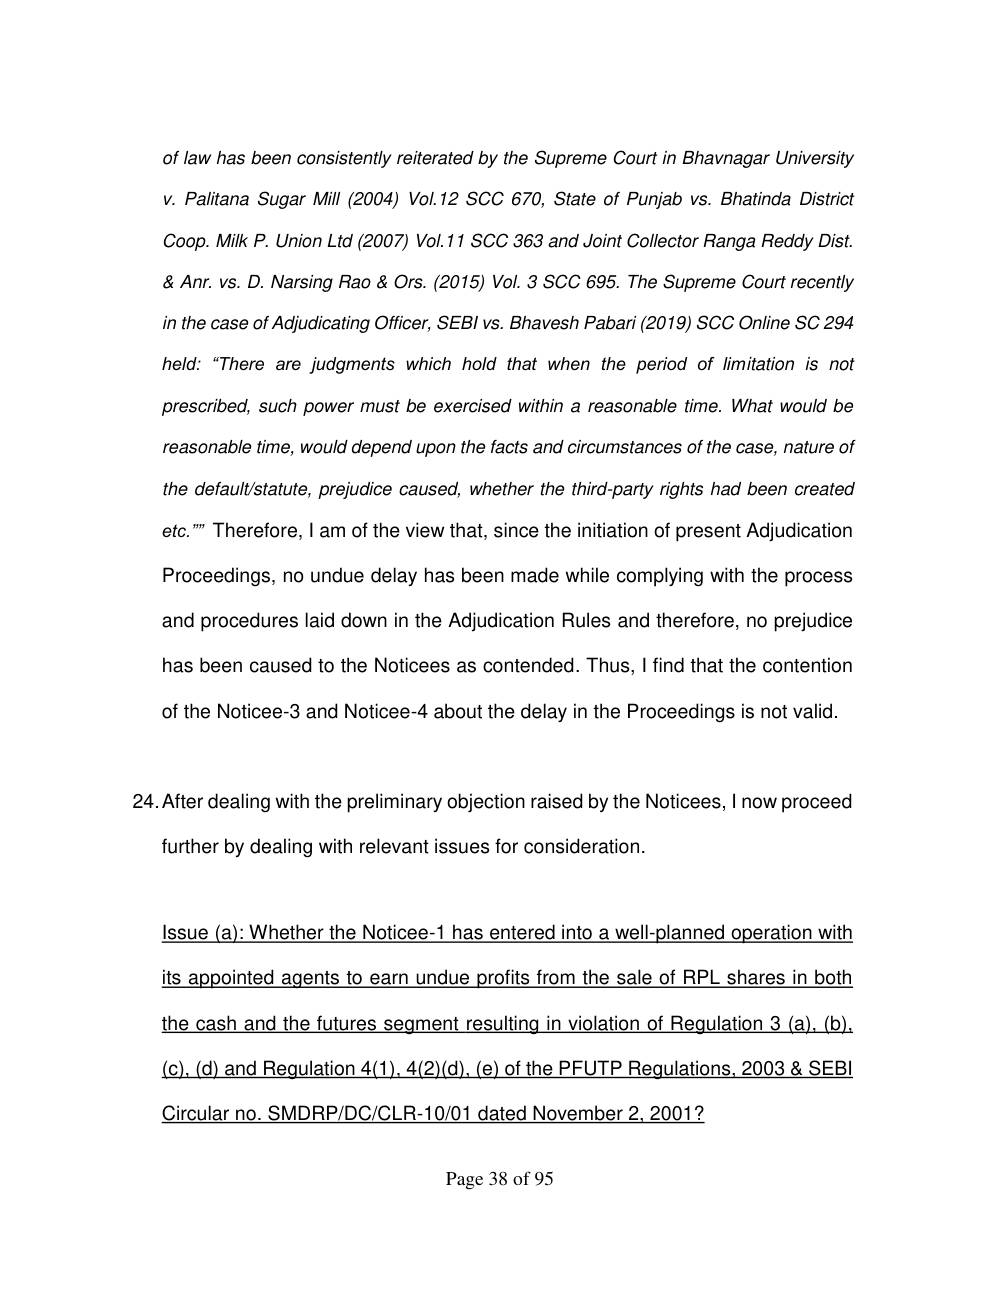 of law has been consistently reiterated by the Supreme Court in Bhavnagar University
v. Palitana Sugar Mill (2004) Vol.12 SCC 670, State of Punjab vs. Bhatinda District
Coop. Milk P. Union Ltd (2007) Vol.11 SCC 363 and Joint Collector Ranga Reddy Dist.
& Anr. vs. D. Narsing Rao & Ors. (2015) Vol. 3 SCC 695. The Supreme Court recently
in the case of Adjudicating Officer, SEBI vs. Bhavesh Pabari (2019) SCC Online SC 294
held: “There are judgments which hold that when the period of limitation is not
prescribed, such power must be exercised within a reasonable time. What would be
reasonable time, would depend upon the facts and circumstances of the case, nature of
the default/statute, prejudice caused, whether the third-party rights had been created
etc.”” Therefore, I am of the view that, since the initiation of present Adjudication
Proceedings, no undue delay has been made while complying with the process
and procedures laid down in the Adjudication Rules and therefore, no prejudice
has been caused to the Noticees as contended. Thus, I find that the contention
of the Noticee-3 and Noticee-4 about the delay in the Proceedings is not valid.
24. After dealing with the preliminary objection raised by the Noticees, I now proceed
further by dealing with relevant issues for consideration.
Issue (a): Whether the Noticee-1 has entered into a well-planned operation with
its appointed agents to earn undue profits from the sale of RPL shares in both
the cash and the futures segment resulting in violation of Regulation 3 (a), (b),
(c), (d) and Regulation 4(1), 4(2)(d), (e) of the PFUTP Regulations, 2003 & SEBI
Circular no. SMDRP/DC/CLR-10/01 dated November 2, 2001?
Page 38 of 95